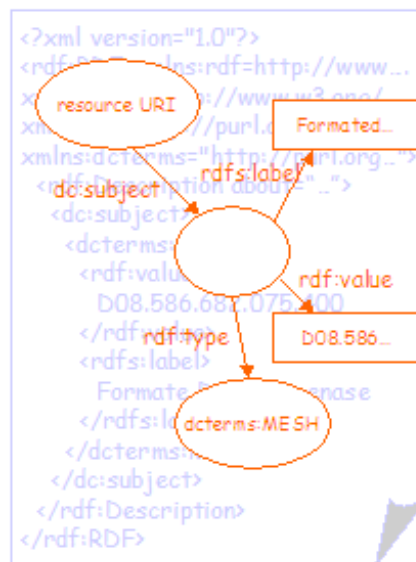 <?xml version="1.0"?>
xmlns:rdf=http://www...
resource URI
://www.w3.org/
Formated...
://purl.
xmlns:dcterms="http://purl.org..">
rdfs:label
<rdf:Description about="..">
dc:subject
<dc:subject>
<dcterms:
<rdf:value
rdf:value
D08.586.682.075.400
</rdf:value>
D08.586...
rdf:type
<rdfs:label>
Formate
enase
</rdfs:
dcterms:MESH
</dcterms:
</dc:subject>
</rdf:Description>
</rdf:RDF>